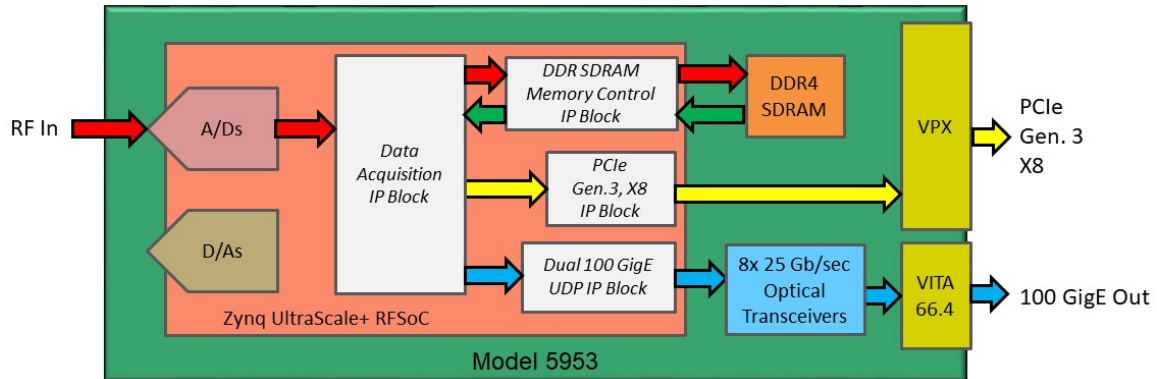 RF In
A/Ds
D/As
Data
Acquisition
IP Block
DDR SDRAM
Memory Control
IP Block
DDR4
SDRAM
PCIe
Gen.3, X8
IP Block
Dual 100 GigE
UDP IP Block
8x 25 Gb/sec
Optical
Transceivers
VPX
VITA
66.4
PCIe
Gen. 3
X8
100 GigE Out
Zynq UltraScale+ RFSoC
Model 5953